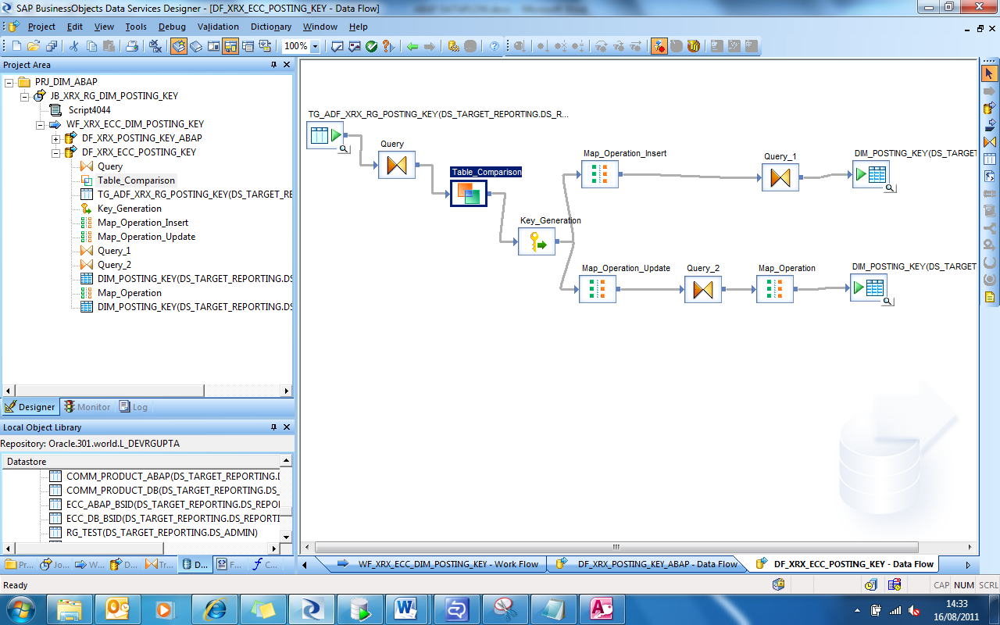 SAP BusinessObjects Data Services Designer - [DF_XRX_ECC_POSTING_KEY - Data Flow]
Project Edit View Tools Debug Validation Dictionary Window Help
100%
Project Area
PRJ_DIM_ABAP
JB_XRX_RG_DIM_POSTING_KEY
Script4044
WF_XRX_ECC_DIM_POSTING_KEY
DF_XRX_POSTING_KEY_ABAP
DF_XRX_ECC_POSTING_KEY
Query
Table_Comparison
TG_ADF_XRX_RG_POSTING_KEY(DS_TARGET_RE
Key_Generation
Map_Operation_Insert
Map_Operation_Update
Query_1
Query_2
DIM_POSTING_KEY(DS_TARGET_REPORTING.DS
Map_Operation
DIM_POSTING_KEY(DS_TARGET_REPORTING.DS
Designer Monitor Log
Local Object Library
Repository: Oracle.301.world.L_DEVRGUPTA
Datastore
COMM_PRODUCT_ABAP(DS_TARGET_REPORTING.D
COMM_PRODUCT_DB(DS_TARGET_REPORTING.DS_
ECC_ABAP_BSID(DS_TARGET_REPORTING.DS_REPO
ECC_DB_BSID(DS_TARGET_REPORTING.DS_REPORTI
RG_TEST(DS_TARGET_REPORTING.DS_ADMIN)
Pr... Jo... W... D... Tr... D... F... C...
TG_ADF_XRX_RG_POSTING_KEY(DS_TARGET_REPORTING.DS_R...
Query
Table_Comparison
Key_Generation
Map_Operation_Insert
Query_1
DIM_POSTING_KEY(DS_TARGET
Map_Operation_Update
Query_2
Map_Operation
DIM_POSTING_KEY(DS_TARGET
WF_XRX_ECC_DIM_POSTING_KEY - Work Flow
DF_XRX_POSTING_KEY_ABAP - Data Flow
DF_XRX_ECC_POSTING_KEY - Data Flow
Ready
CAP NUM SCRL
14:33
16/08/2011